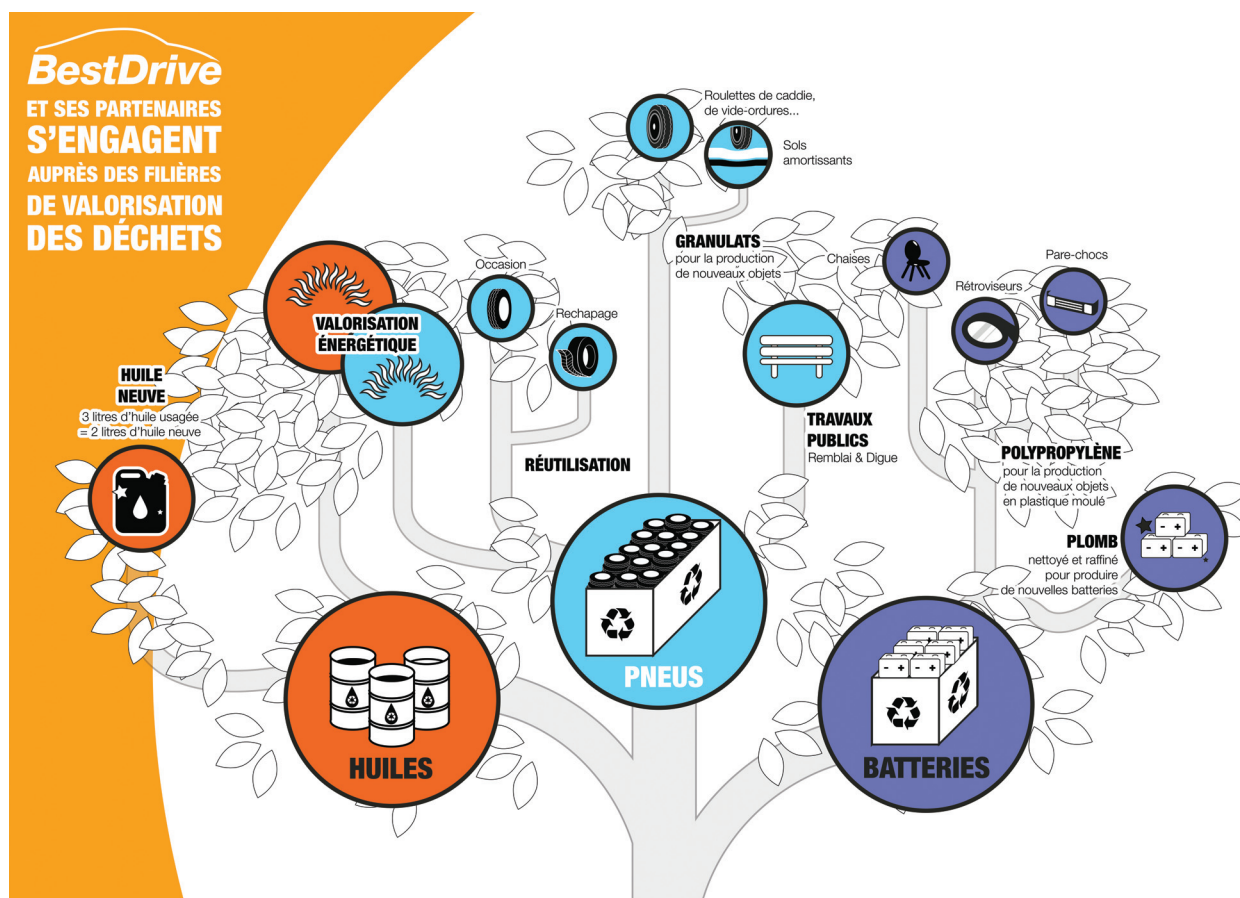 BestDrive
ET SES PARTENAIRES
S'ENGAGENT
AUPRÈS DES FILIÈRES
DE VALORISATION
DES DÉCHETS
Roulettes de caddie,
de vide-ordures...
Sols
amortissants
GRANULATS
pour la production
de nouveaux objets
Occasion
Rechapage
RÉUTILISATION
VALORISATION
ÉNERGÉTIQUE
HUILE
NEUVE
3 litres d'huile usagée
= 2 litres d'huile neuve
Chaises
Rétroviseurs
Pare-chocs
TRAVAUX
PUBLICS
Remblai & Digue
POLYPROPYLÈNE
pour la production
de nouveaux objets
en plastique moulé
PLOMB
nettoyé et raffiné
pour produire
de nouvelles batteries
HUILES
PNEUS
BATTERIES